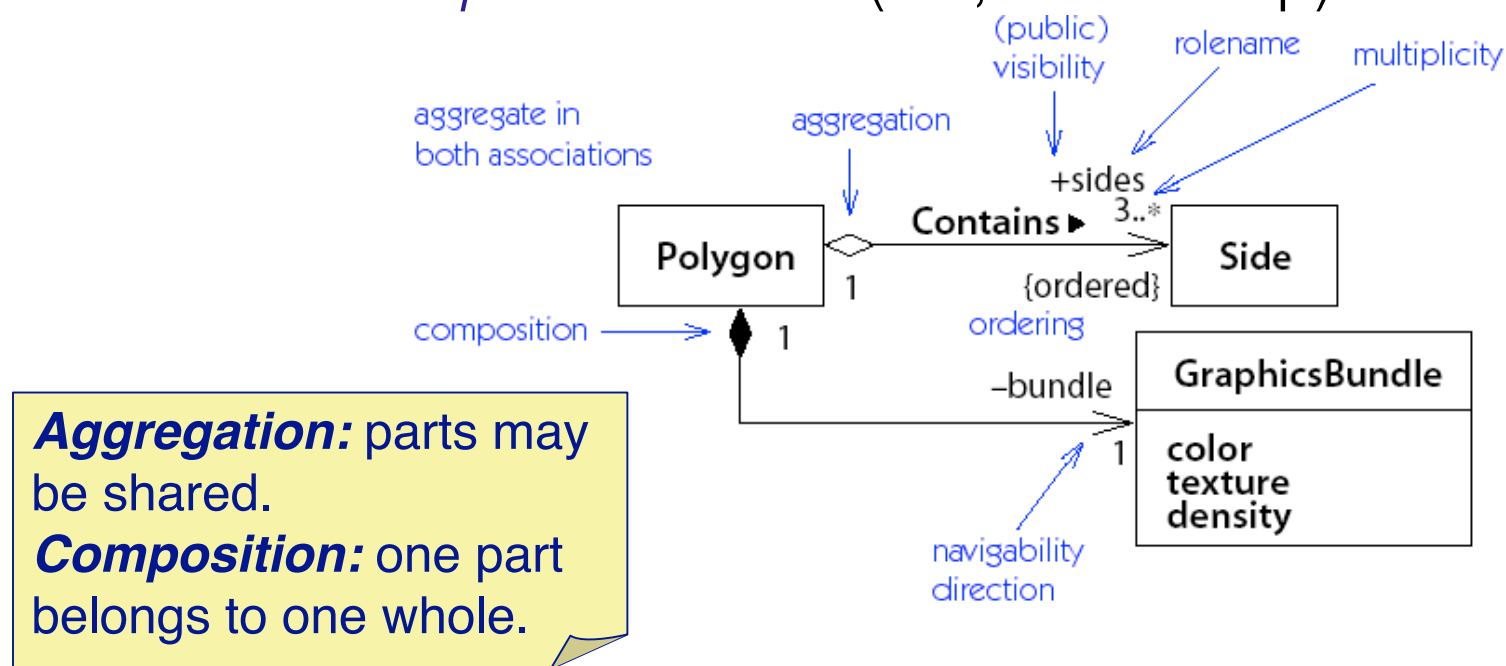 (public)
visibility
rolename
multiplicity
aggregate in
both associations
aggregation
+sides
3..*
Contains ▶
Polygon
1
Side
{ordered}
ordering
composition
1
–bundle
1
GraphicsBundle
color
texture
density
navigability
direction
Aggregation: parts may
be shared.
Composition: one part
belongs to one whole.